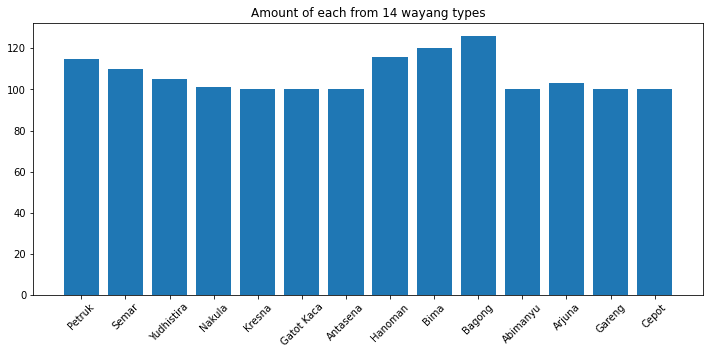 Amount of each from 14 wayang types
120
100
80
60
40
20
0
Petruk
Semar
Yudhistira
Nakula
Kresna
Gatot Kaca
Antasena
Hanoman
Bima
Bagong
Abimanyu
Arjuna
Gareng
Cepot